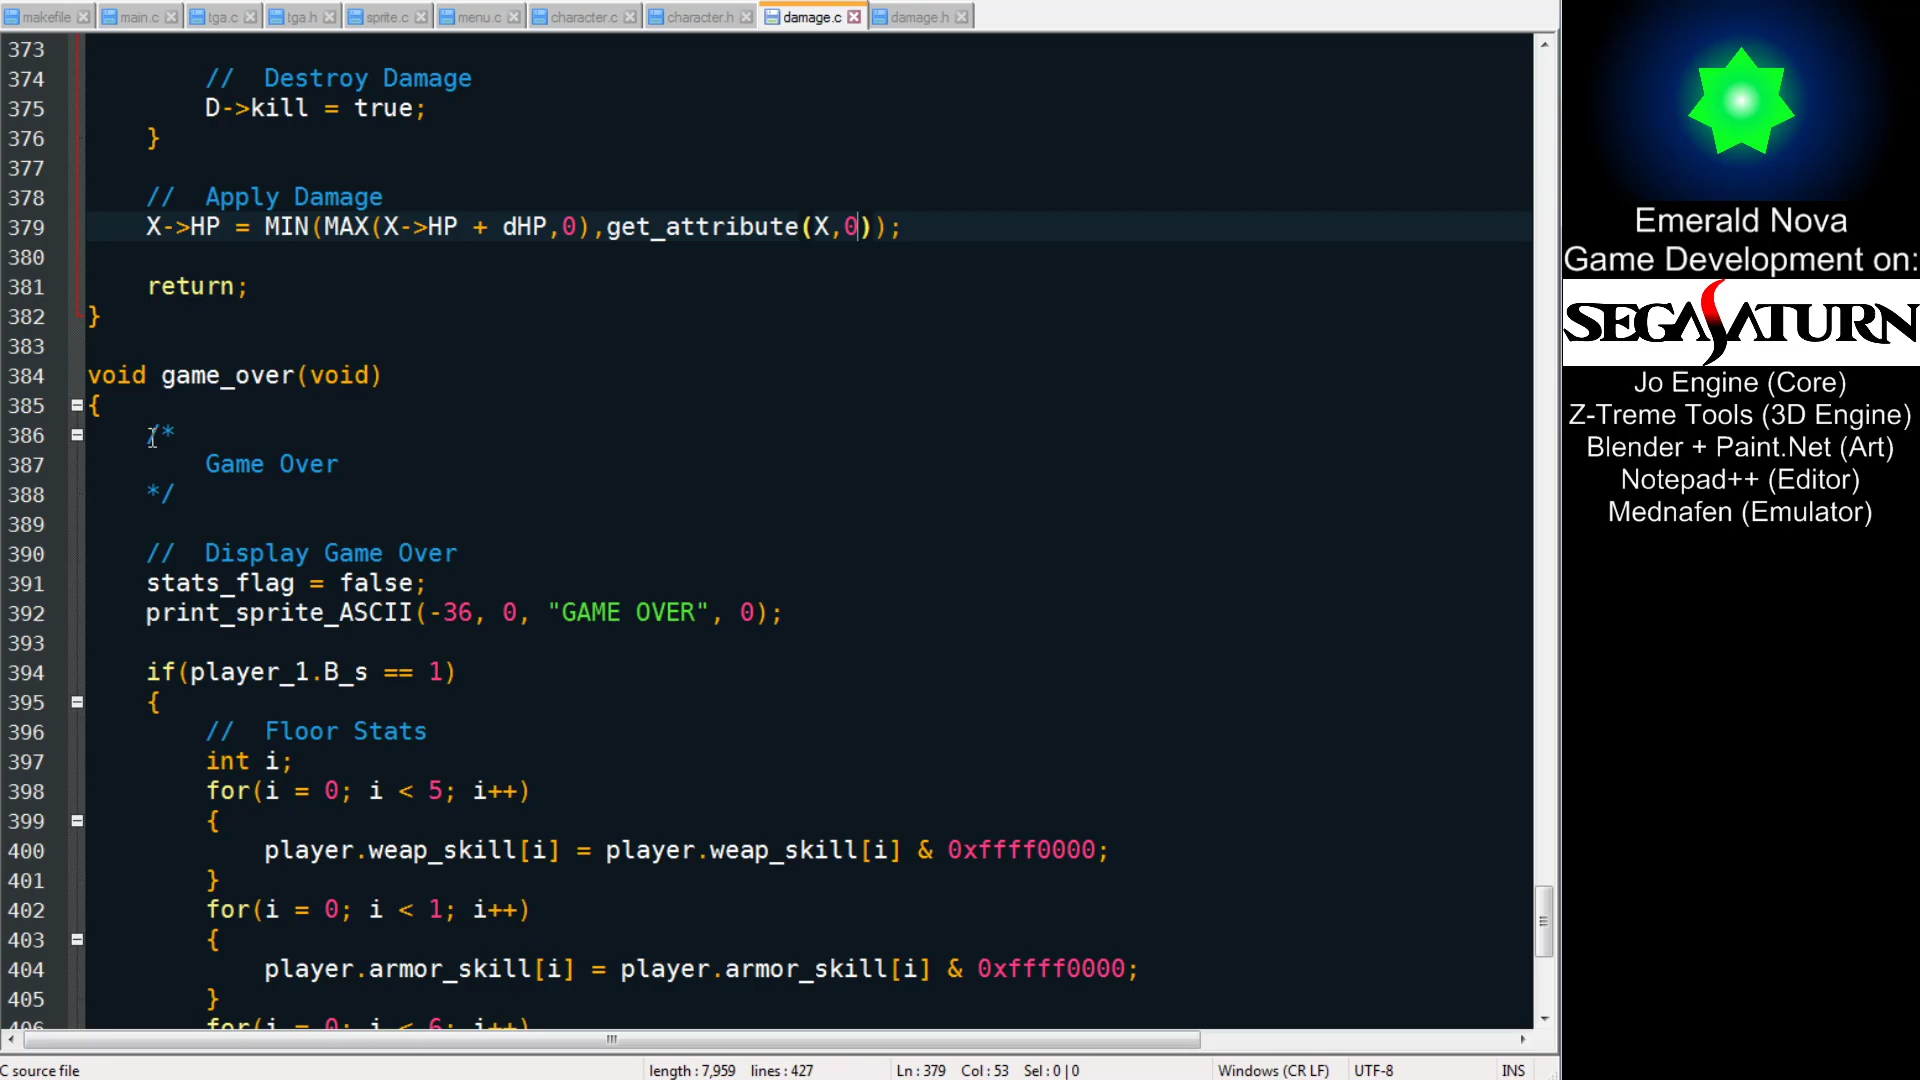 makefile main.c tga.c tga.h sprite.c menu.c character.c character.h damage.c damage.h
373
374 // Destroy Damage
375 D->kill = true;
376 }
377
378 // Apply Damage
379 X->HP = MIN(MAX(X->HP + dHP,0),get_attribute(X,0));
380
381 return;
382 }
383
384 void game_over(void)
385 {
386 /*
387 Game Over
388 */
389
390 // Display Game Over
391 stats_flag = false;
392 print_sprite_ASCII(-36, 0, "GAME OVER", 0);
393
394 if(player_1.B_s == 1)
395 {
396 // Floor Stats
397 int i;
398 for(i = 0; i < 5; i++)
399 {
400 player.weap_skill[i] = player.weap_skill[i] & 0xffff0000;
401 }
402 for(i = 0; i < 1; i++)
403 {
404 player.armor_skill[i] = player.armor_skill[i] & 0xffff0000;
405 }
406 for(i = 0; i < 6; i++)
C source file length : 7,959 lines : 427 Ln : 379 Col : 53 Sel : 0 | 0 Windows (CR LF) UTF-8 INS
Emerald Nova
Game Development on:
SEGA SATURN
Jo Engine (Core)
Z-Treme Tools (3D Engine)
Blender + Paint.Net (Art)
Notepad++ (Editor)
Mednafen (Emulator)